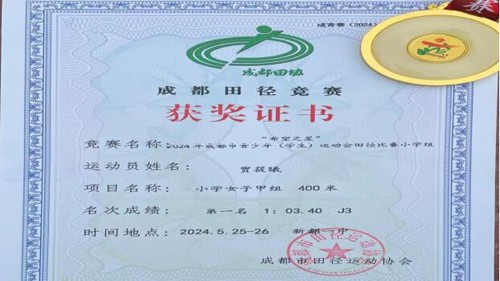 成育赛（2024）
成都田协
成都田径竞赛
获奖证书
“希望之星”
竞赛名称：2024年成都市青少年（学生）运动会田径比赛小学组
运动员姓名：贾筱曦
项目名称：小学女子甲组 400米
名次成绩：第一名 1：03.40 J3
时间地点：2024.5.25-26 新都一中
成都市田径运动协会